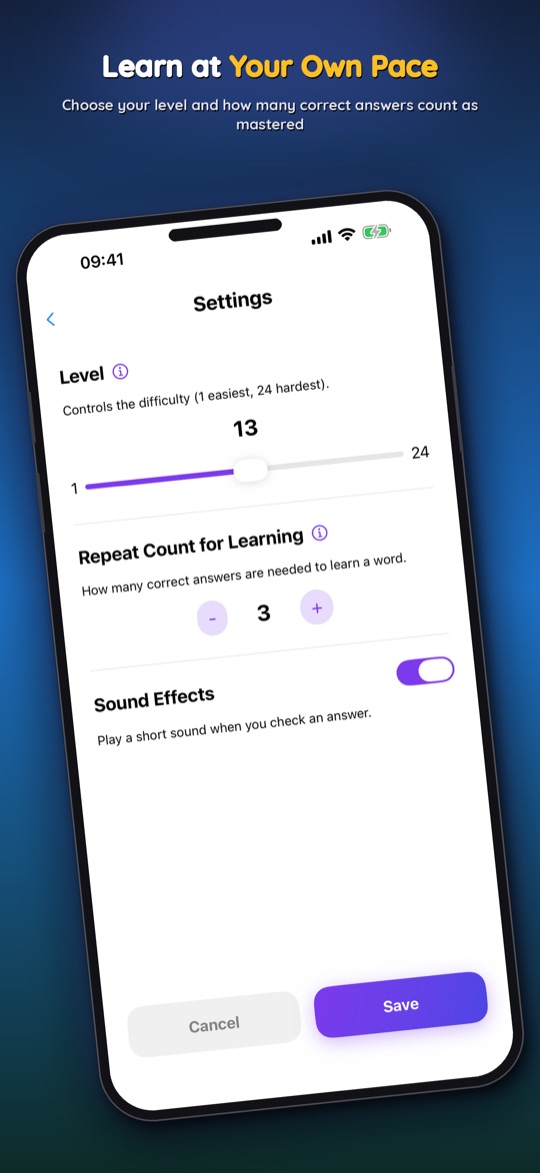 Learn at Your Own Pace
Choose your level and how many correct answers count as
mastered
09:41
Settings
Level
Controls the difficulty (1 easiest, 24 hardest).
13
1
24
Repeat Count for Learning
How many correct answers are needed to learn a word.
- 3 +
Sound Effects
Play a short sound when you check an answer.
Cancel
Save